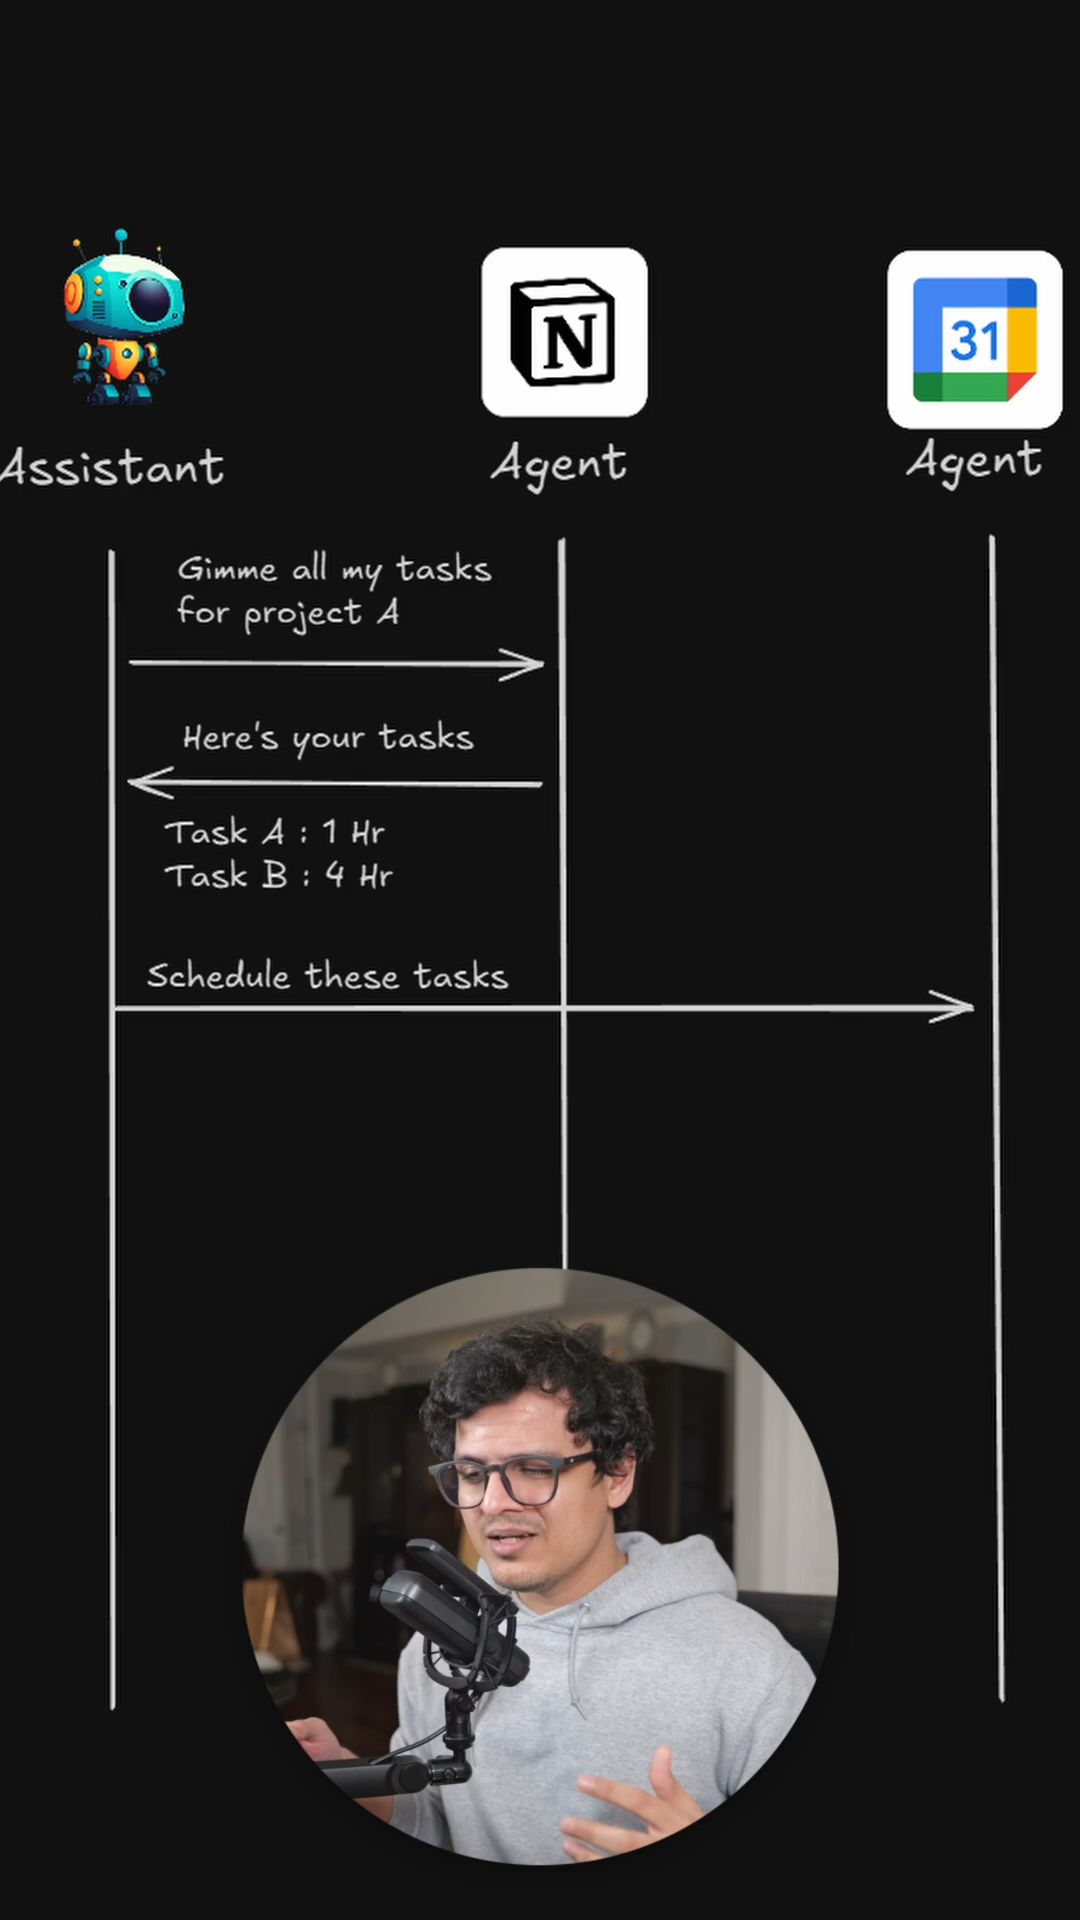 N
31
Assistant
Agent
Agent
Gimme all my tasks
for project A
Here's your tasks
Task A : 1 Hr
Task B : 4 Hr
Schedule these tasks